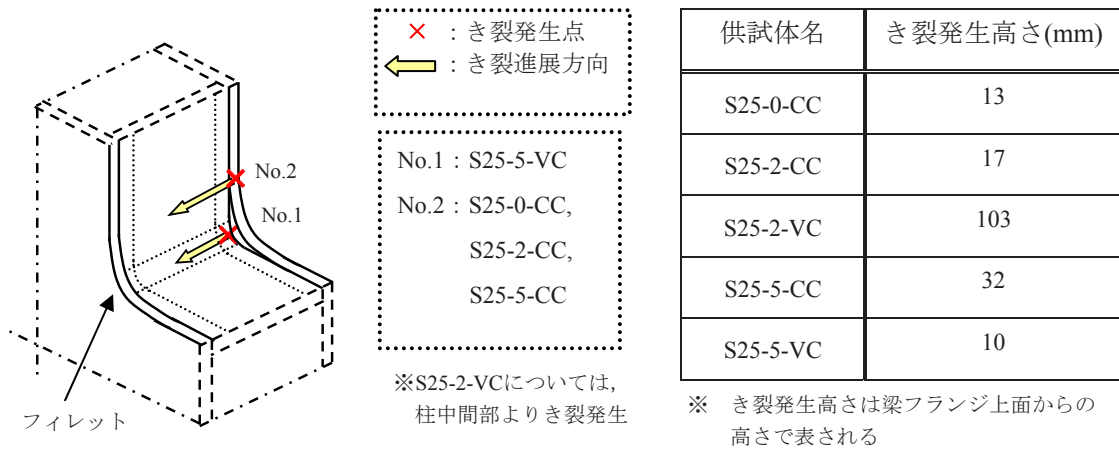 No.2
No.1
フィレット
× : き裂発生点
: き裂進展方向
No.1 : S25-5-VC
No.2 : S25-0-CC,
S25-2-CC,
S25-5-CC
※S25-2-VCについては,
柱中間部よりき裂発生
供試体名 き裂発生高さ(mm)
S25-0-CC 13
S25-2-CC 17
S25-2-VC 103
S25-5-CC 32
S25-5-VC 10
※ き裂発生高さは梁フランジ上面からの
高さで表される